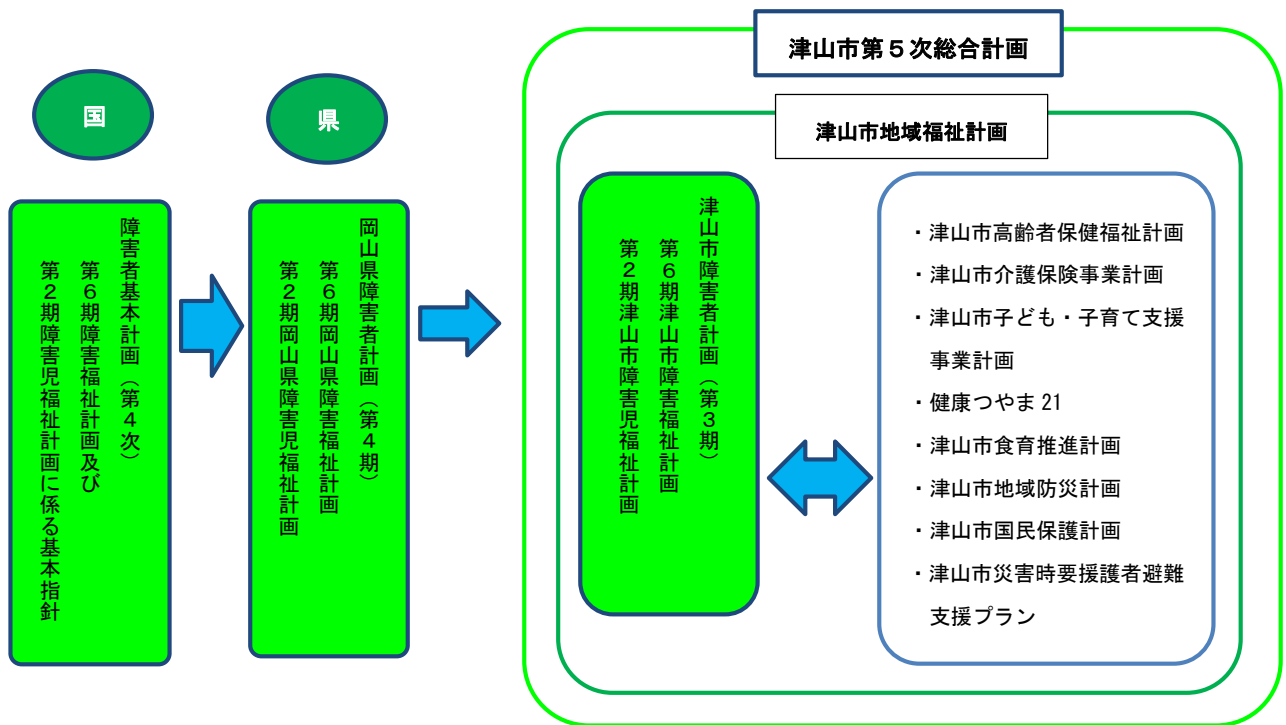 国
障害者基本計画（第４次）
第６期障害福祉計画及び
第２期障害児福祉計画に係る基本指針
県
岡山県障害者計画（第４期）
第６期岡山県障害福祉計画
第２期岡山県障害児福祉計画
津山市第５次総合計画
津山市地域福祉計画
津山市障害者計画（第３期）
第６期津山市障害福祉計画
第２期津山市障害児福祉計画
・津山市高齢者保健福祉計画
・津山市介護保険事業計画
・津山市子ども・子育て支援
事業計画
・健康つやま 21
・津山市食育推進計画
・津山市地域防災計画
・津山市国民保護計画
・津山市災害時要援護者避難
支援プラン